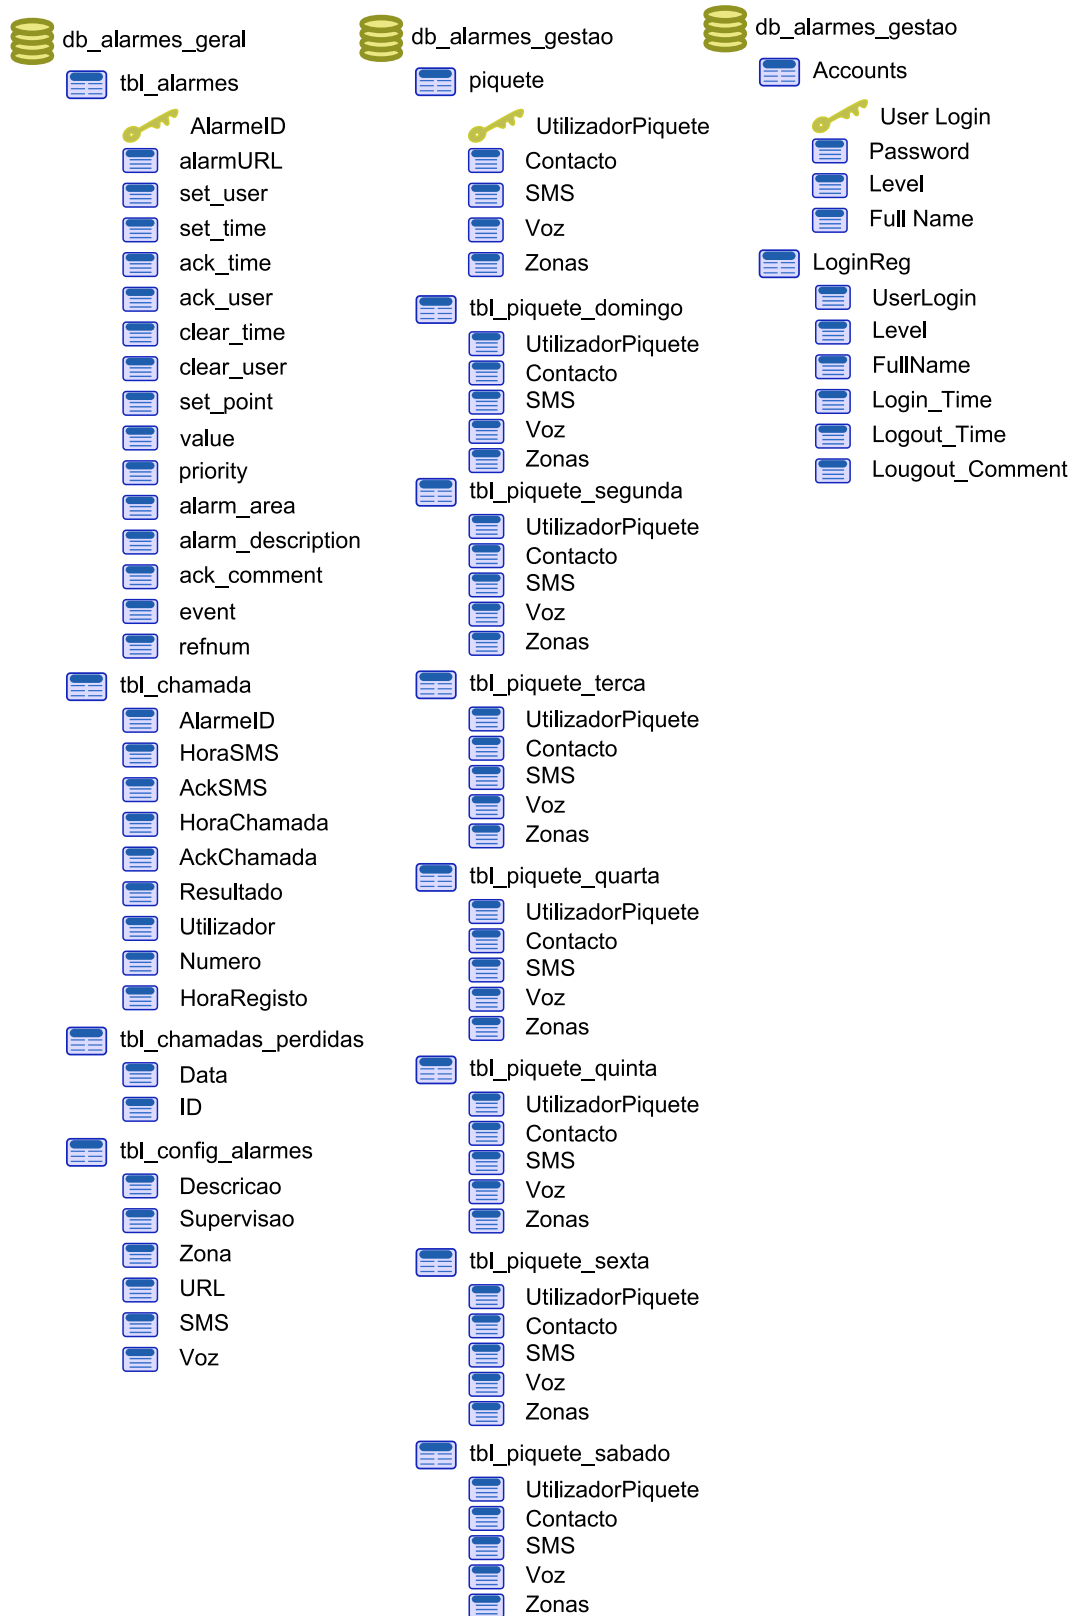 db_alarmes_geral
tbl_alarmes
AlarmeID
alarmURL
set_user
set_time
ack_time
ack_user
clear_time
clear_user
set_point
value
priority
alarm_area
alarm_description
ack_comment
event
refnum
tbl_chamada
AlarmeID
HoraSMS
AckSMS
HoraChamada
AckChamada
Resultado
Utilizador
Numero
HoraRegisto
tbl_chamadas_perdidas
Data
ID
tbl_config_alarmes
Descricao
Supervisao
Zona
URL
SMS
Voz
db_alarmes_gestao
piquete
UtilizadorPiquete
Contacto
SMS
Voz
Zonas
tbl_piquete_domingo
UtilizadorPiquete
Contacto
SMS
Voz
Zonas
tbl_piquete_segunda
UtilizadorPiquete
Contacto
SMS
Voz
Zonas
tbl_piquete_terca
UtilizadorPiquete
Contacto
SMS
Voz
Zonas
tbl_piquete_quarta
UtilizadorPiquete
Contacto
SMS
Voz
Zonas
tbl_piquete_quinta
UtilizadorPiquete
Contacto
SMS
Voz
Zonas
tbl_piquete_sexta
UtilizadorPiquete
Contacto
SMS
Voz
Zonas
tbl_piquete_sabado
UtilizadorPiquete
Contacto
SMS
Voz
Zonas
db_alarmes_gestao
Accounts
User Login
Password
Level
Full Name
LoginReg
UserLogin
Level
FullName
Login_Time
Logout_Time
Lougout_Comment